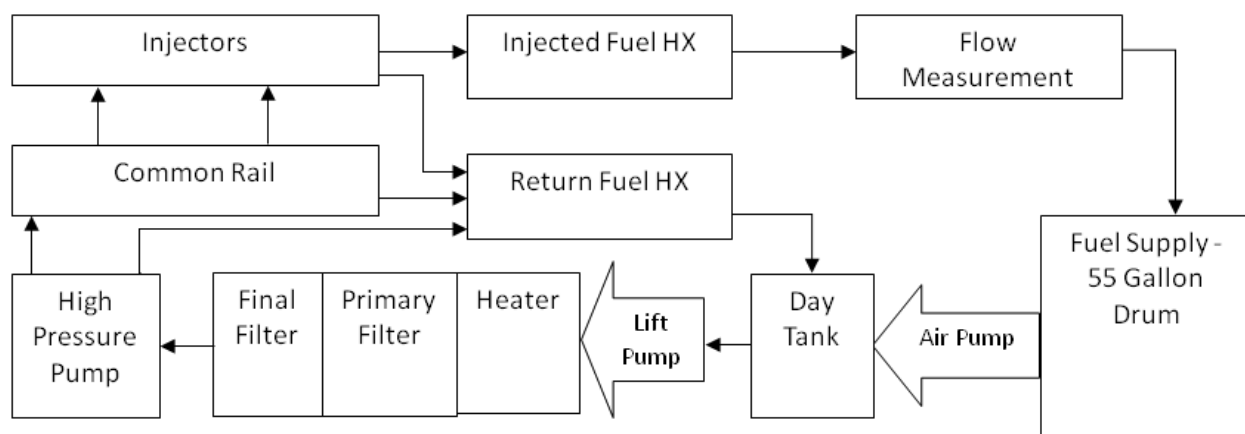 Injectors
Injected Fuel HX
Flow
Measurement
Common Rail
Return Fuel HX
Fuel Supply -
55 Gallon
Drum
High
Pressure
Pump
Final
Filter
Primary
Filter
Heater
Lift
Pump
Day
Tank
Air Pump